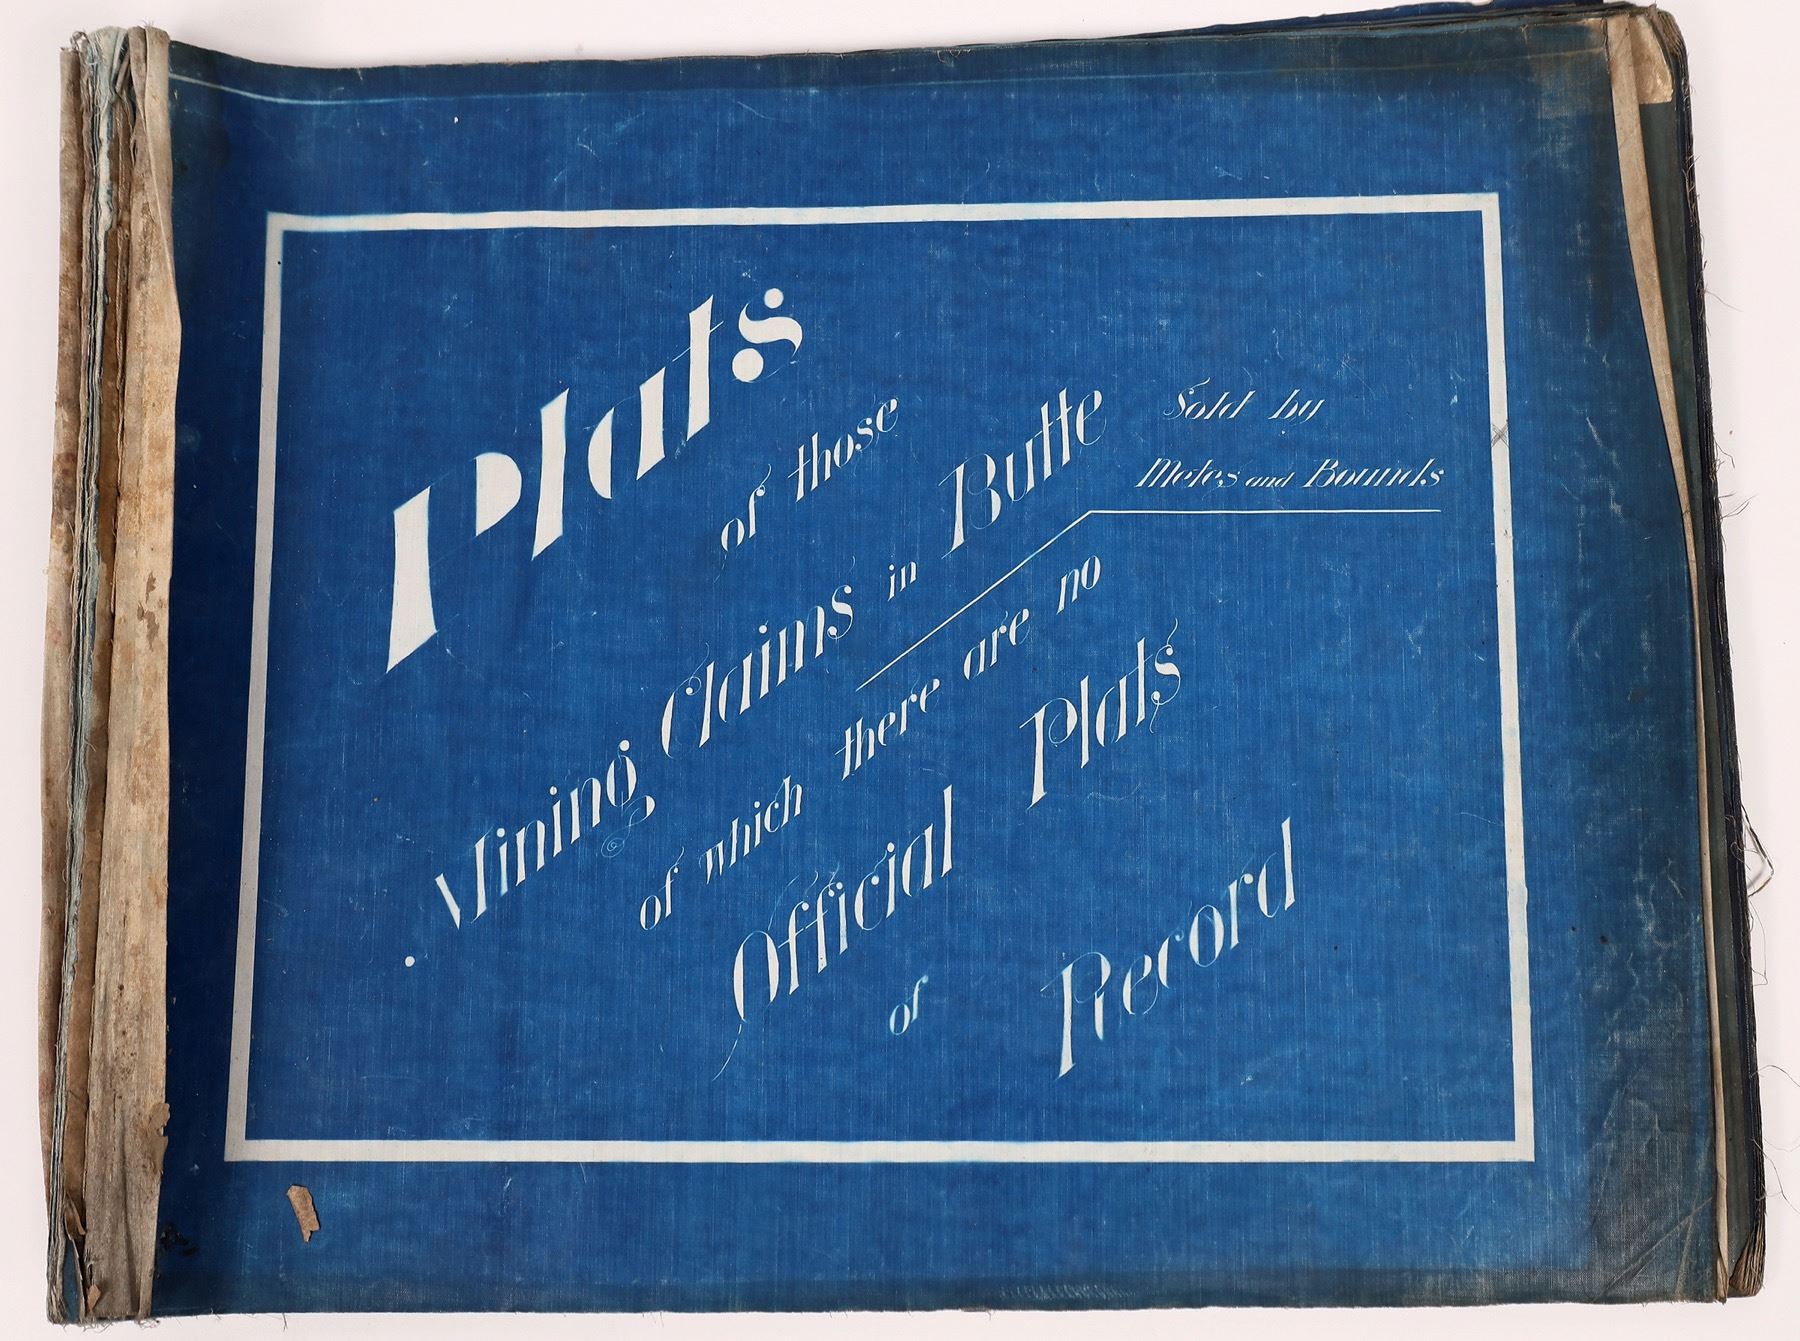 Plats
of those
Mining Claims in Butte
Sold by
Metes and Bounds
of which there are no
Official Plats
of Record